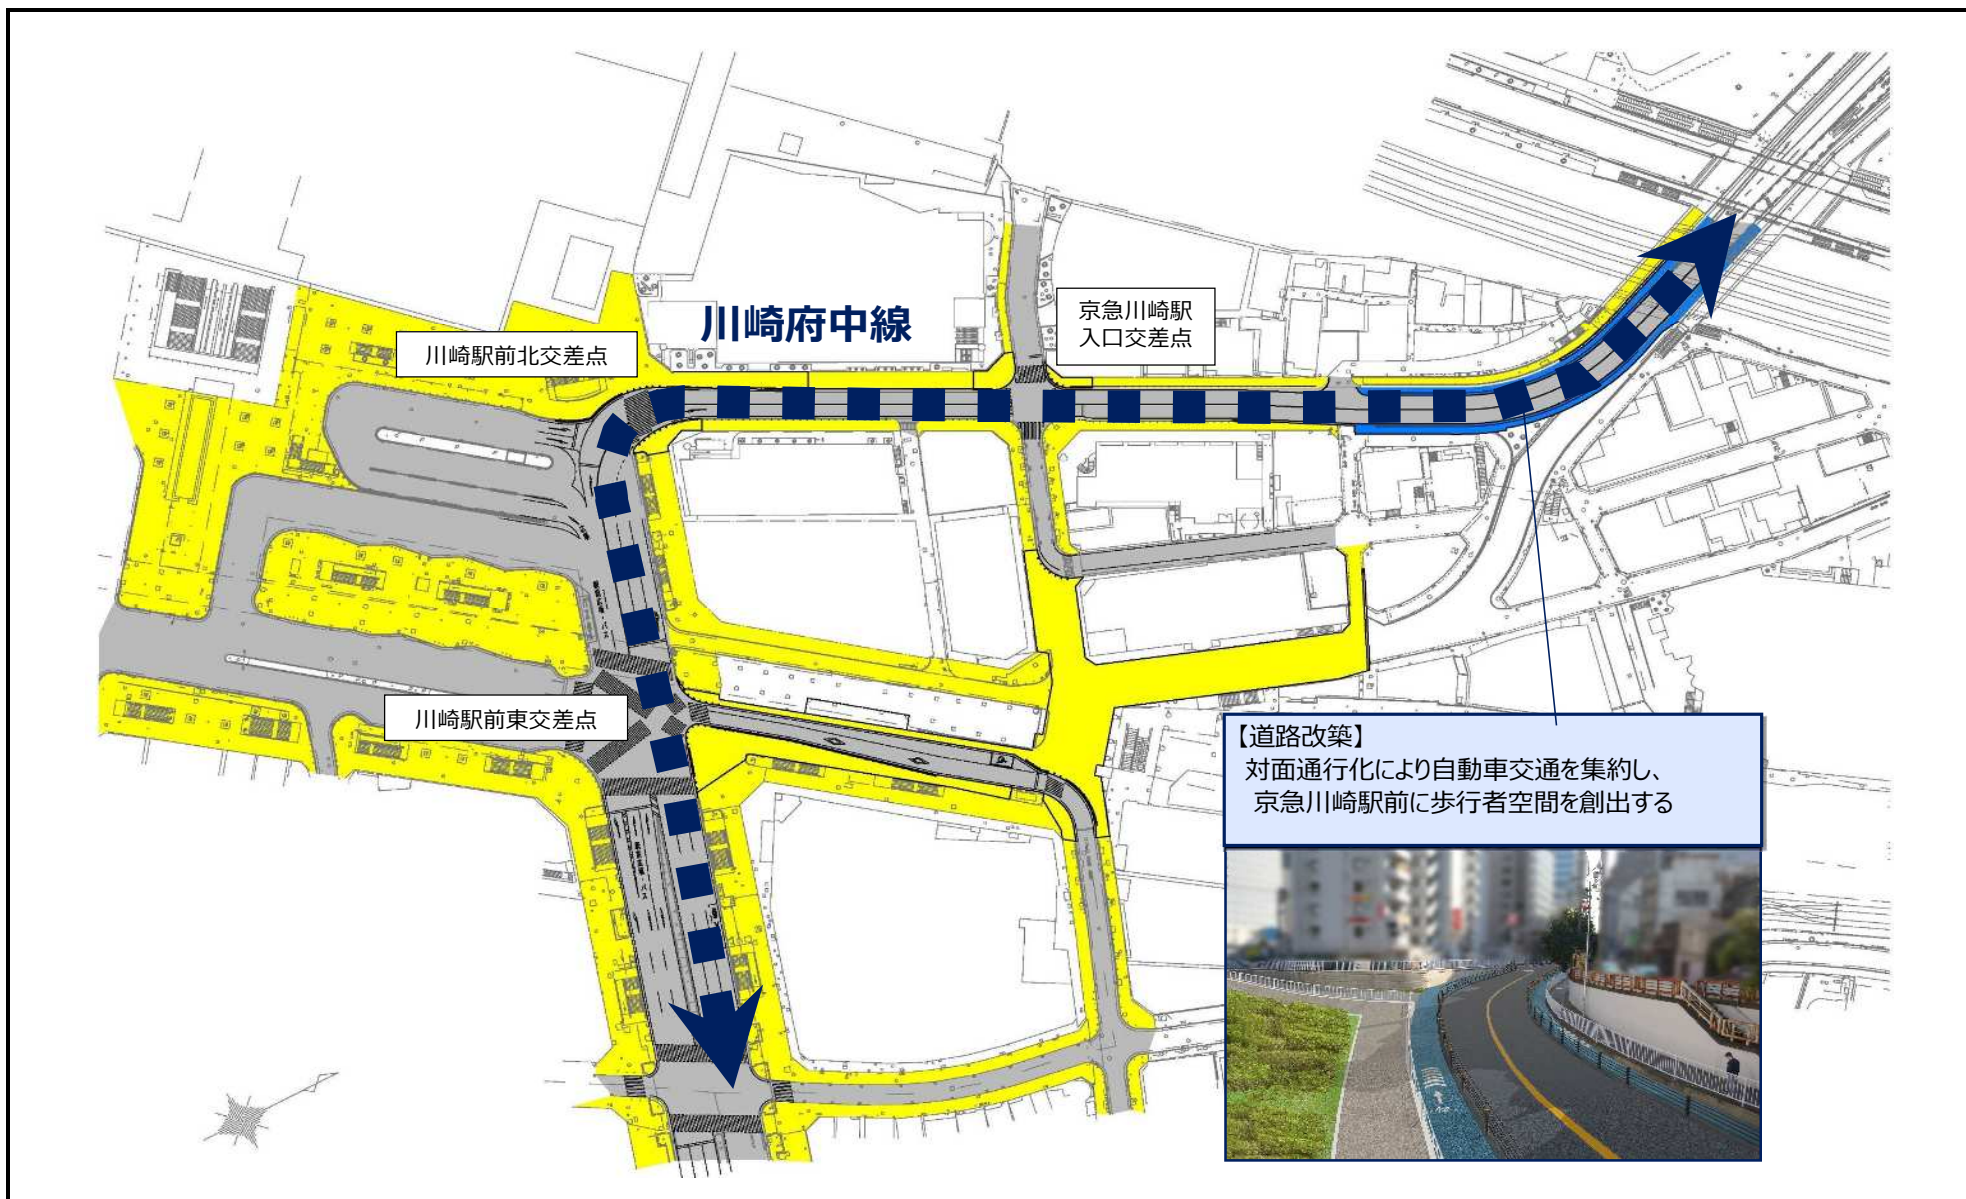 川崎府中線
京急川崎駅
入口交差点
川崎駅前北交差点
川崎駅前東交差点
【道路改築】
対面通行化により自動車交通を集約し、
京急川崎駅前に歩行者空間を創出する